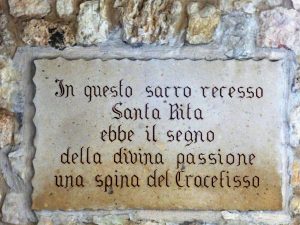 In questo sacro recesso
Santa Rita
ebbe il segno
della divina passione
una spina del Crocefisso